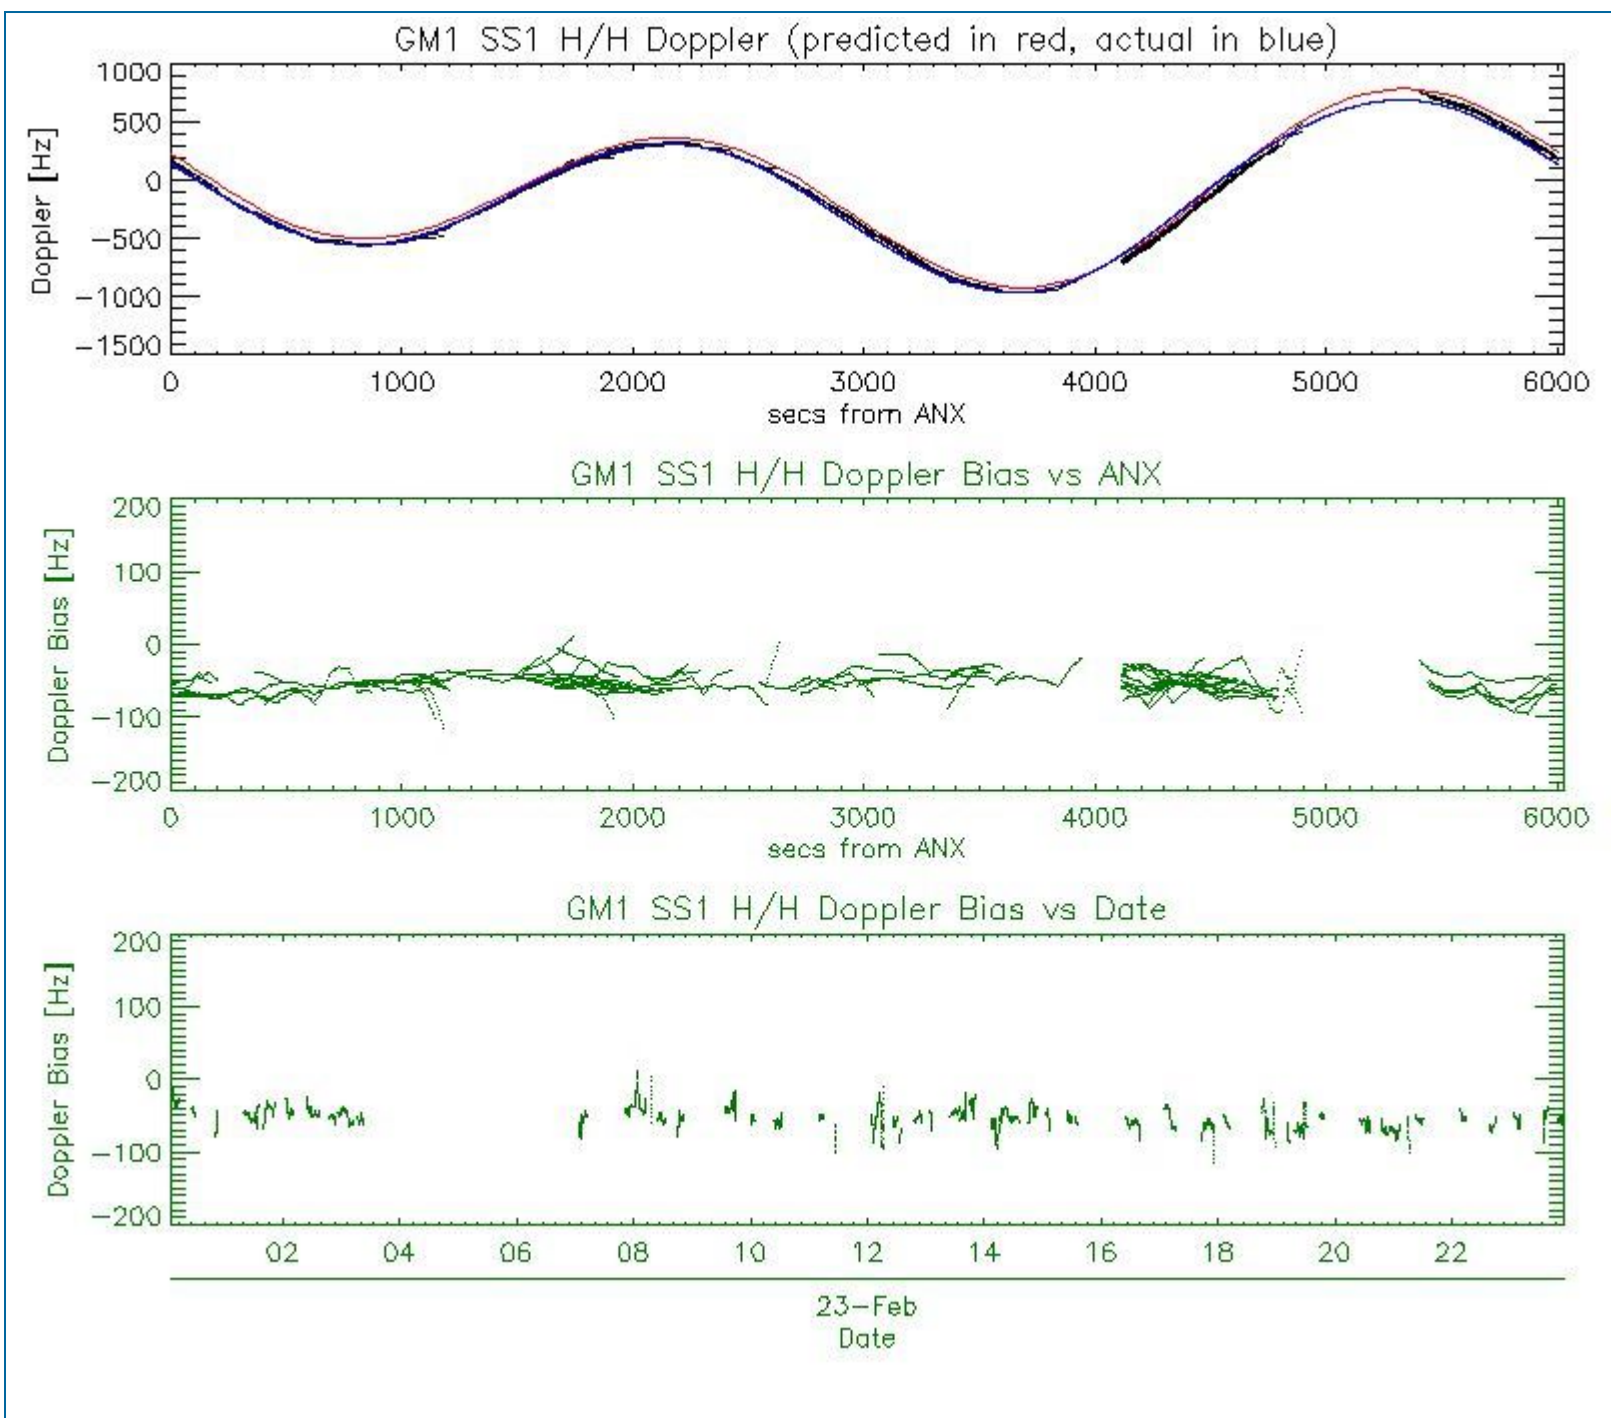 GM1 SS1 H/H Doppler (predicted in red, actual in blue)
1000
500
0
-500
-1000
-1500
Doppler [Hz]
0 1000 2000 3000 4000 5000 6000
secs from ANX
GM1 SS1 H/H Doppler Bias vs ANX
200
100
0
-100
-200
Doppler Bias [Hz]
0 1000 2000 3000 4000 5000 6000
secs from ANX
GM1 SS1 H/H Doppler Bias vs Date
200
100
0
-100
-200
Doppler Bias [Hz]
02 04 06 08 10 12 14 16 18 20 22
23-Feb
Date